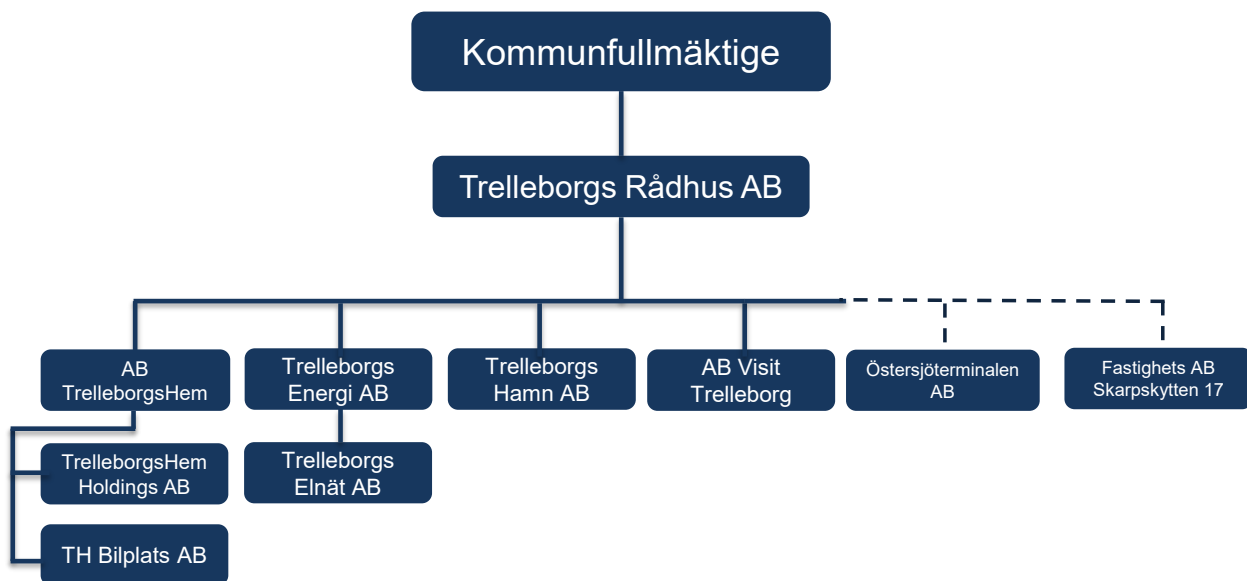 Kommunfullmäktige
Trelleborgs Rådhus AB
AB
TrelleborgsHem
Trelleborgs
Energi AB
Trelleborgs
Hamn AB
AB Visit
Trelleborg
Östersjöterminalen
AB
Fastighets AB
Skarpskytten 17
TrelleborgsHem
Holdings AB
Trelleborgs
Elnät AB
TH Bilplats AB